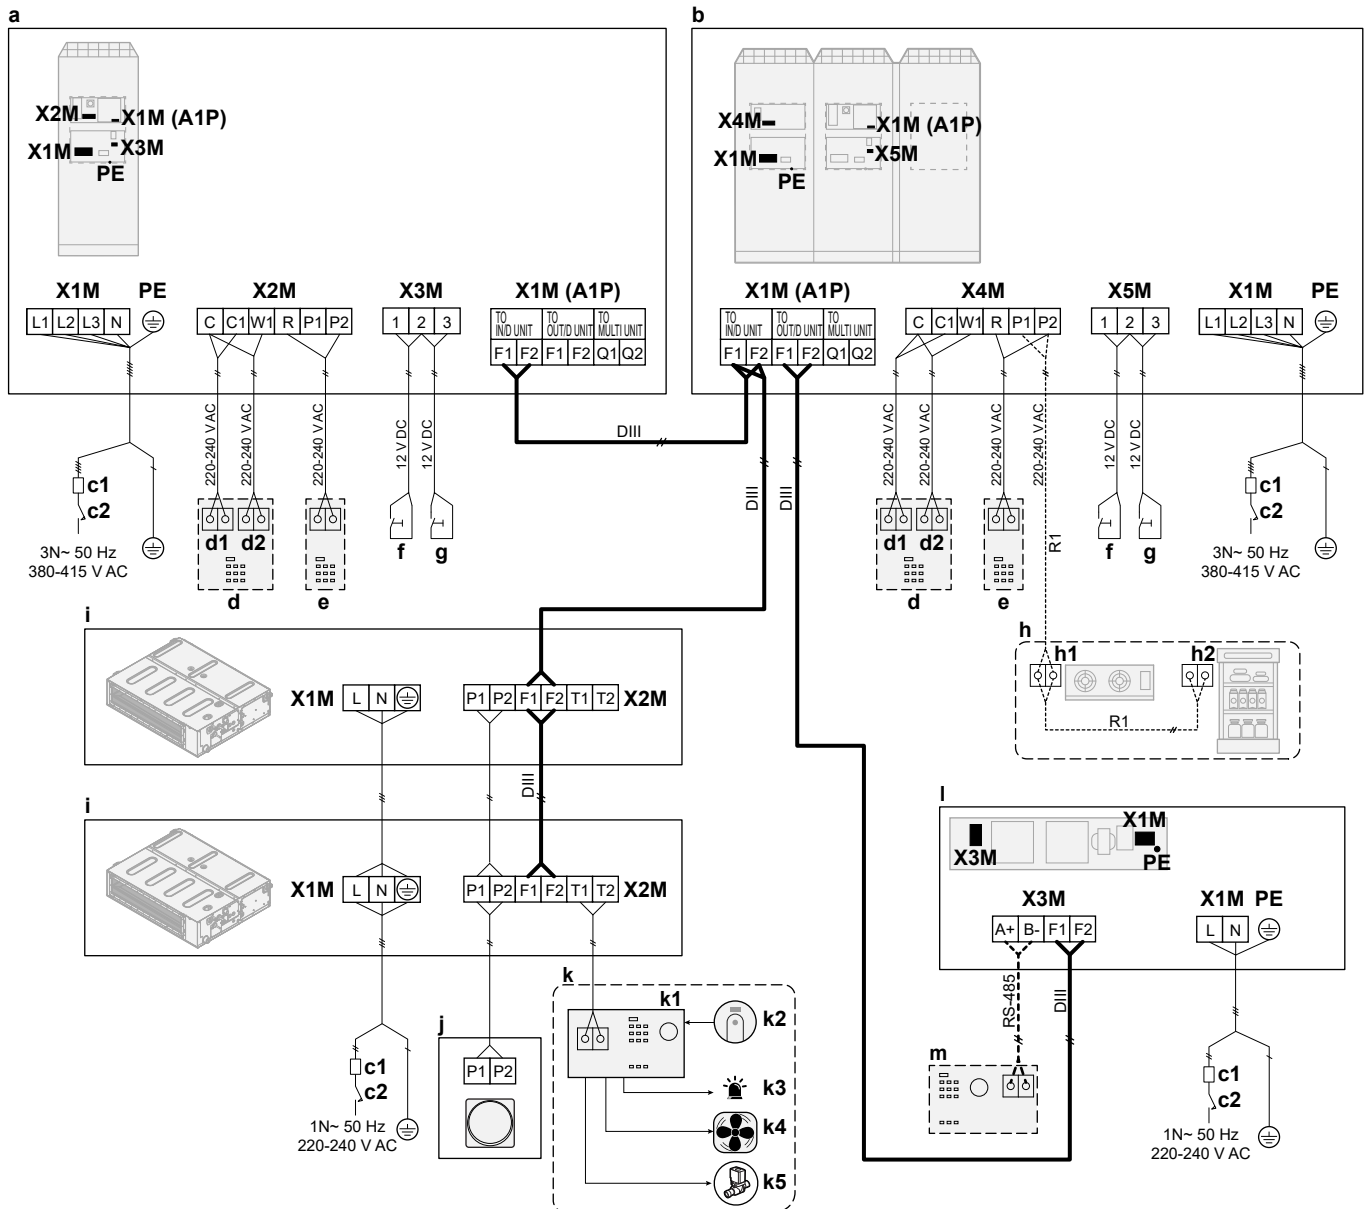 a
b
X2M
X1M (A1P)
X1M
X3M
PE
X4M
X1M (A1P)
X1M
X5M
PE
X1M PE
X2M
X3M
X1M (A1P)
X1M (A1P)
X4M
X5M
X1M PE
L1 L2 L3 N
C C1 W1 R P1 P2
1 2 3
TO IN/D UNIT
TO OUT/D UNIT
TO MULTI UNIT
F1 F2 F1 F2 Q1 Q2
TO IN/D UNIT
TO OUT/D UNIT
TO MULTI UNIT
F1 F2 F1 F2 Q1 Q2
C C1 W1 R P1 P2
1 2 3
L1 L2 L3 N
220-240 V AC
220-240 V AC
220-240 V AC
12 V DC
12 V DC
DIII
DIII
DIII
220-240 V AC
220-240 V AC
220-240 V AC
220-240 V AC
12 V DC
12 V DC
c1
c2
3N~ 50 Hz
380-415 V AC
d1 d2
d
e
f
g
d1 d2
d
e
R1
f
g
c1
c2
3N~ 50 Hz
380-415 V AC
i
X1M
L N
P1 P2 F1 F2 T1 T2
X2M
h
h1
h2
R1
DIII
i
X1M
L N
P1 P2 F1 F2 T1 T2
X2M
l
X3M
X1M
PE
X3M
X1M PE
A+ B- F1 F2
L N
RS-485
DIII
c1
c2
1N~ 50 Hz
220-240 V AC
j
P1 P2
k
k1
k2
k3
k4
k5
m
c1
c2
1N~ 50 Hz
220-240 V AC